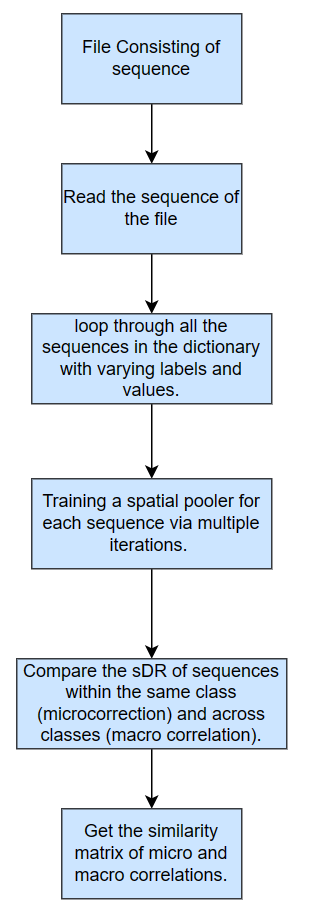 File Consisting of
sequence
Read the sequence of
the file
loop through all the
sequences in the dictionary
with varying labels and
values.
Training a spatial pooler for
each sequence via multiple
iterations.
Compare the sDR of sequences
within the same class
(microcorrection) and across
classes (macro correlation).
Get the similarity
matrix of micro and
macro correlations.